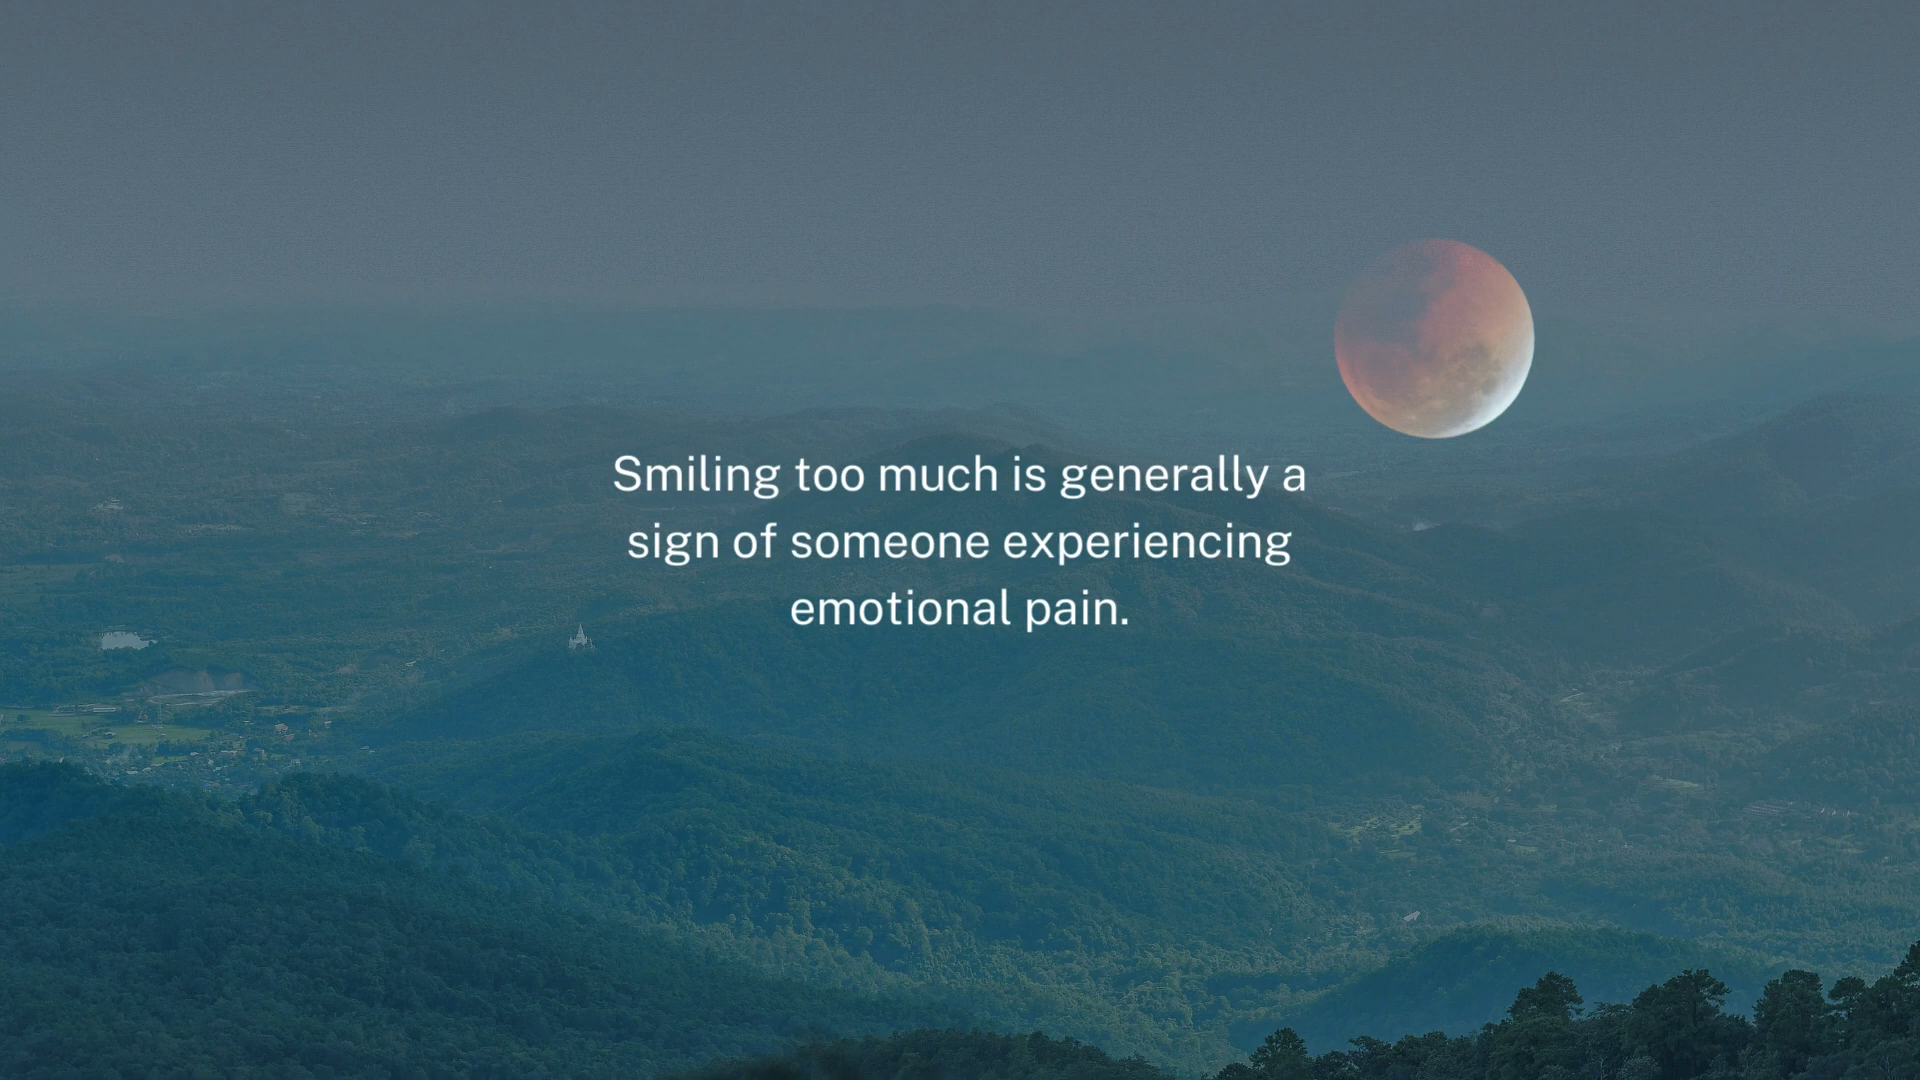 Smiling too much is generally a
sign of someone experiencing
emotional pain.